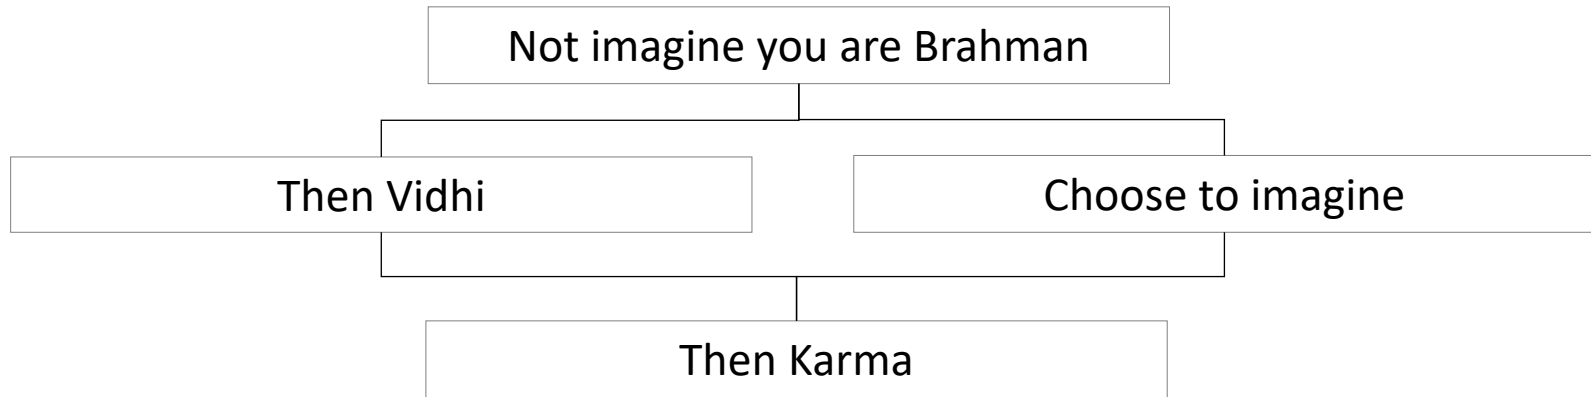 Not imagine you are Brahman
Then Vidhi
Choose to imagine
Then Karma